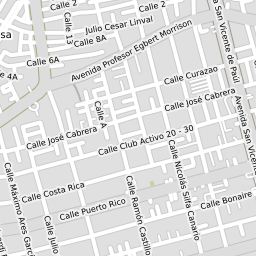 Calle 2
Calle 2
Julio Cesar Linval
Calle 13
Calle 8A
Avenida Profesor Egbert Morrison
San Vicente de Paúl
Calle 6A
Calle 4A
Calle Curazao
Calle José Cabrera
Calle A
Avenida San Vicente
Calle José Cabrera
Calle Club Activo 20 - 30
Calle Nicolás Silfa Canario
Calle Costa Rica
Calle Máximo Ares García
Calle Puerto Rico
Calle Bonaire
Calle Ramón Castillo
Calle Julio